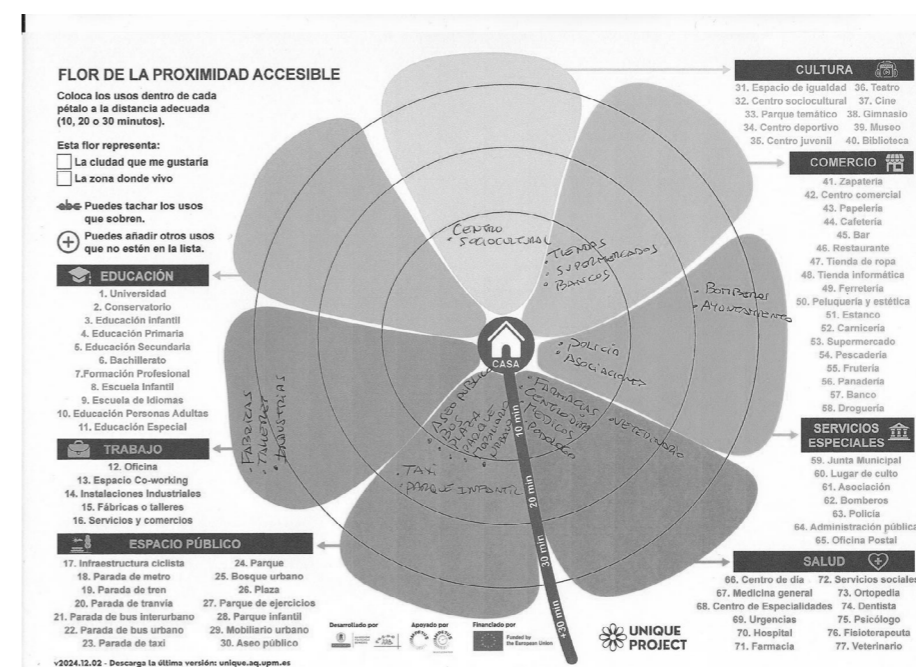 FLOR DE LA PROXIMIDAD ACCESIBLE
Coloca los usos dentro de cada
pétalo a la distancia adecuada
(10, 20 o 30 minutos).
Esta flor representa:
La ciudad que me gustaría
La zona donde vivo
abc Puedes tachar los usos
que sobren.
Puedes añadir otros usos
que no estén en la lista.
EDUCACIÓN
1. Universidad
2. Conservatorio
3. Educación Infantil
4. Educación Primaria
5. Educación Secundaria
6. Bachillerato
7.Formación Profesional
8. Escuela Infantil
9. Escuela de Idiomas
10. Educación Personas Adultas
11. Educación Especial
TRABAJO
12. Oficina
13. Espacio Co-working
14. Instalaciones Industriales
15. Fábricas o talleres
16. Servicios y comercios
ESPACIO PÚBLICO
17. Infraestructura ciclista
18. Parada de metro
19. Parada de tren
20. Parada de tranvía
21. Parada de bus interurbano
22. Parada de bus urbano
23. Parada de taxi
24. Parque
25. Bosque urbano
26. Plaza
27. Parque de ejercicios
28. Parque infantil
29. Mobiliario urbano
30. Aseo público
v2024.12.02 - Descarga la última versión: unique.aq.upm.es
CENTRO
• SOCIOCULTURAL
• TIENDAS
• SUPERMERCADOS
• BANCOS
• BOMBEROS
• AYUNTAMIENTO
• POLICÍA
• ASOCIACIONES
CASA
• FARMACIAS
• CENTRO DÍA
• MÉDICOS
• PODÓLOGO
• VETERINARIO
• ASEO PÚBLICO
• BUS
• PLAZA
• PARQUE
• MOBILIARIO
URBANO
• TAXI
• PARQUE INFANTIL
• FÁBRICAS
• TALLERES
• INDUSTRIAS
10 min
20 min
30 min
+30 min
CULTURA
31. Espacio de igualdad
32. Centro sociocultural
33. Parque temático
34. Centro deportivo
35. Centro juvenil
36. Teatro
37. Cine
38. Gimnasio
39. Museo
40. Biblioteca
COMERCIO
41. Zapatería
42. Centro comercial
43. Papelería
44. Cafetería
45. Bar
46. Restaurante
47. Tienda de ropa
48. Tienda informática
49. Ferretería
50. Peluquería y estética
51. Estanco
52. Carnicería
53. Supermercado
54. Pescadería
55. Frutería
56. Panadería
57. Banco
58. Droguería
SERVICIOS
ESPECIALES
59. Junta Municipal
60. Lugar de culto
61. Asociación
62. Bomberos
63. Policía
64. Administración pública
65. Oficina Postal
SALUD
66. Centro de día
67. Medicina general
68. Centro de Especialidades
69. Urgencias
70. Hospital
71. Farmacia
72. Servicios sociales
73. Ortopedia
74. Dentista
75. Psicólogo
76. Fisioterapeuta
77. Veterinario
Desarrollado por
Apoyado por
Financiado por
Funded by
the European Union
UNIQUE
PROJECT